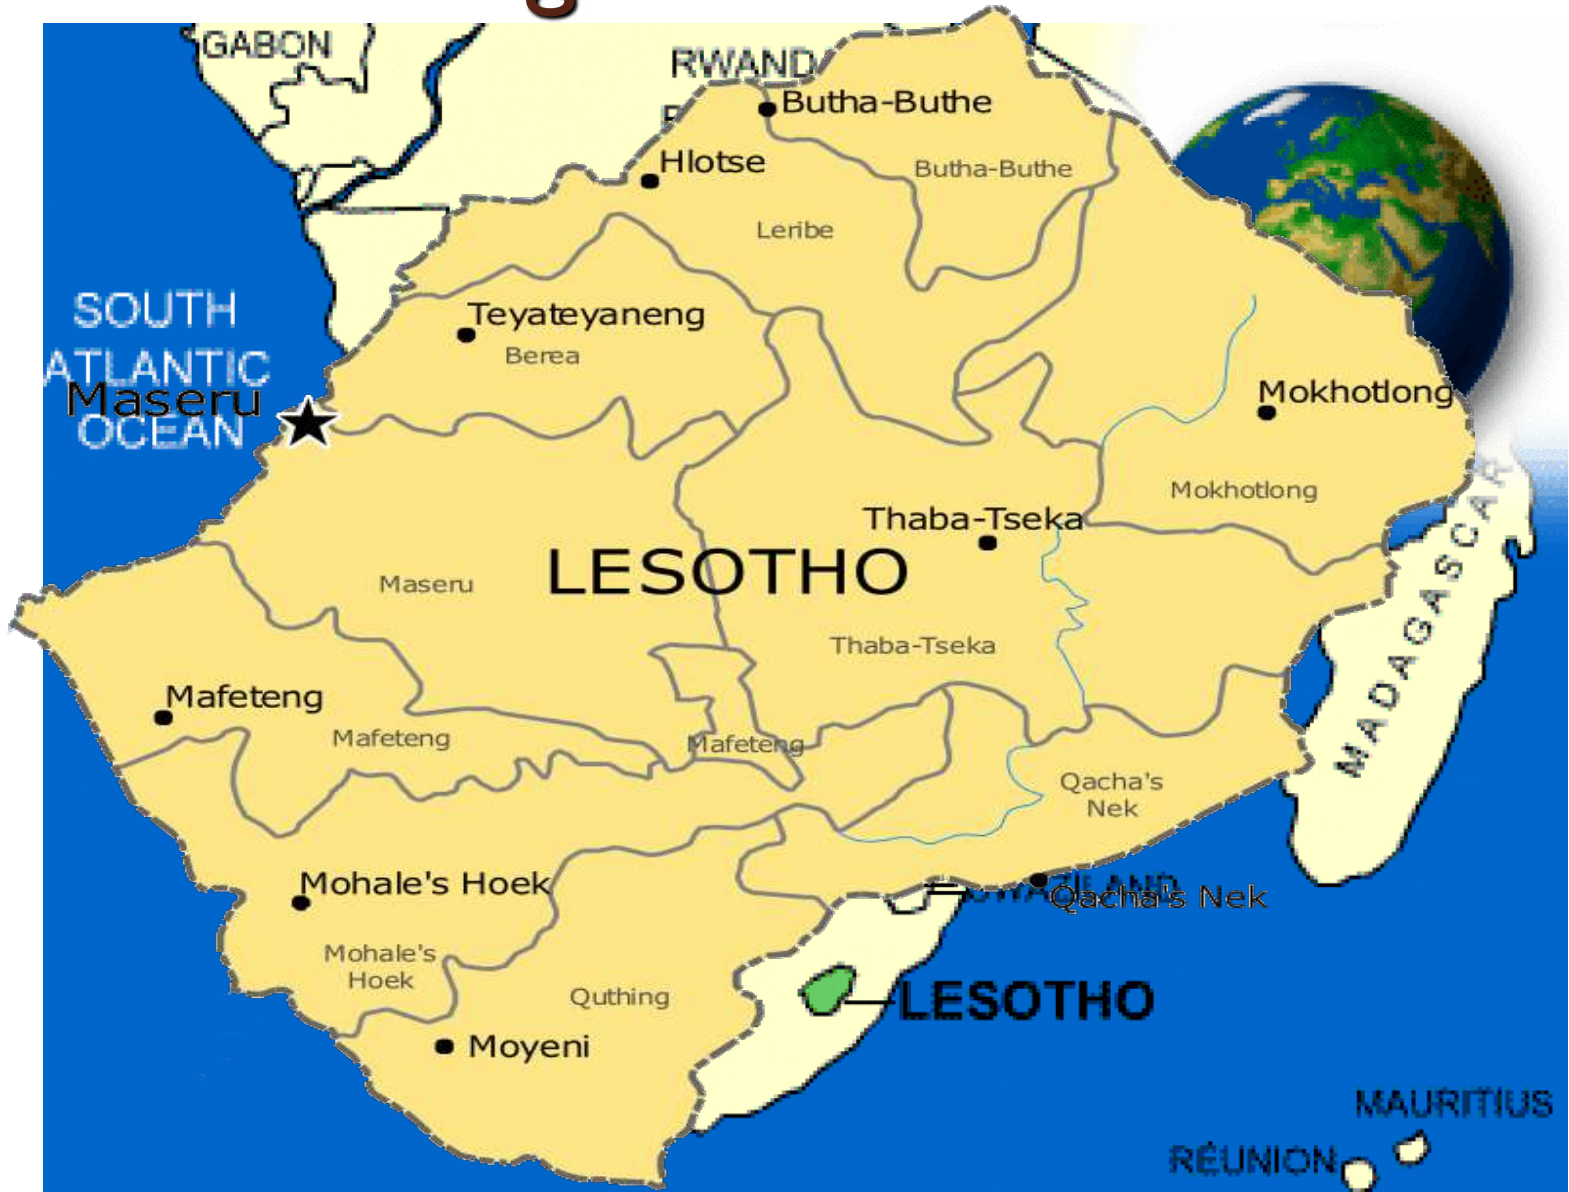 g
GABON
RWAND
Butha-Buthe
Hlotse
Butha-Buthe
Leribe
SOUTH
ATLANTIC
OCEAN
Maseru
Teyateyaneng
Berea
Mokhotlong
Mokhotlong
Thaba-Tseka
LESOTHO
Maseru
Thaba-Tseka
MADAGASCAR
Mafeteng
Mafeteng
Mafeteng
Qacha's
Nek
Mohale's Hoek
SWAZILAND
Qacha's Nek
Mohale's
Hoek
Quthing
LESOTHO
Moyeni
MAURITIUS
RÉUNION